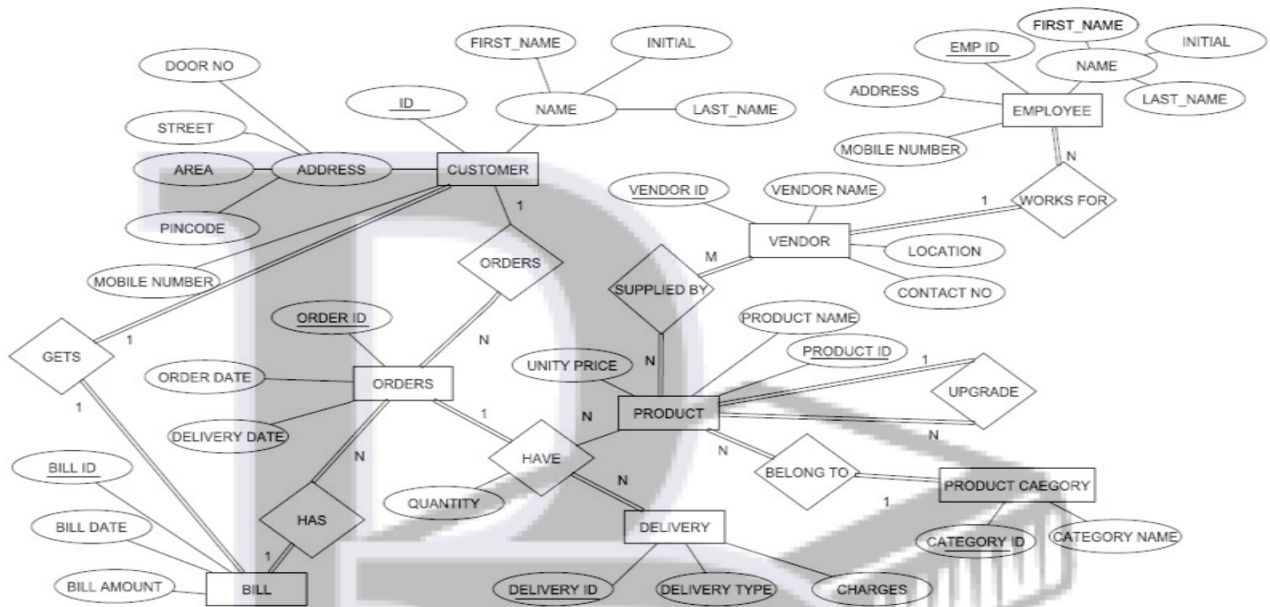 FIRST_NAME
EMP ID
FIRST_NAME
INITIAL
INITIAL
NAME
DOOR NO
ID
NAME
LAST_NAME
ADDRESS
EMPLOYEE
LAST_NAME
STREET
MOBILE NUMBER
N
AREA
ADDRESS
CUSTOMER
VENDOR ID
VENDOR NAME
1
WORKS FOR
1
PINCODE
VENDOR
LOCATION
M
ORDERS
MOBILE NUMBER
SUPPLIED BY
CONTACT NO
ORDER ID
PRODUCT NAME
1
N
PRODUCT ID
GETS
N
1
UNITY PRICE
ORDER DATE
ORDERS
UPGRADE
1
1
N
PRODUCT
DELIVERY DATE
N
N
N
HAVE
BILL ID
BELONG TO
N
PRODUCT CAEGORY
QUANTITY
1
BILL DATE
HAS
DELIVERY
CATEGORY ID
CATEGORY NAME
1
BILL AMOUNT
BILL
DELIVERY ID
DELIVERY TYPE
CHARGES